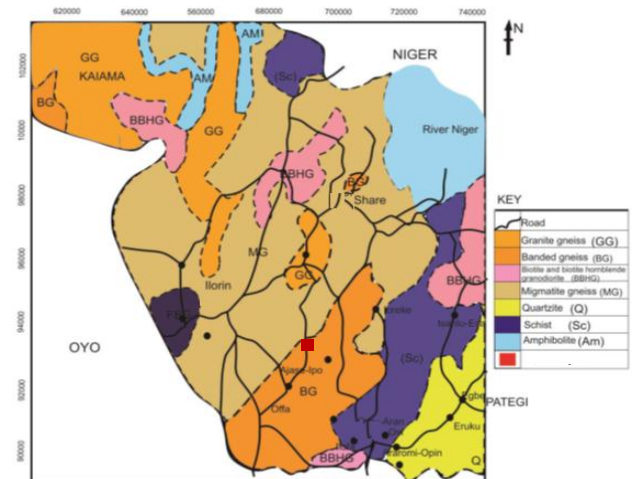 620000 640000 560000 680000 700000 720000 740000
102000
10000
98000
96000
94000
92000
90000
N
NIGER
GG
KAIAMA
BG
AM
AM
(Sc)
BBHG
GG
River Niger
BBHG
BG
Share
MG
GG
Ilorin
BBHG
OYO
(Sc)
Ajase-Ipo
BG
Offa
PATEGI
Egbe
Eruku
BBHG
Q
KEY
Road
Granite gneiss (GG)
Banded gneiss (BG)
Biotite and biotite hornblende
granodiorite (BBHG)
Migmatite gneiss (MG)
Quartzite (Q)
Schist (Sc)
Amphibolite (Am)